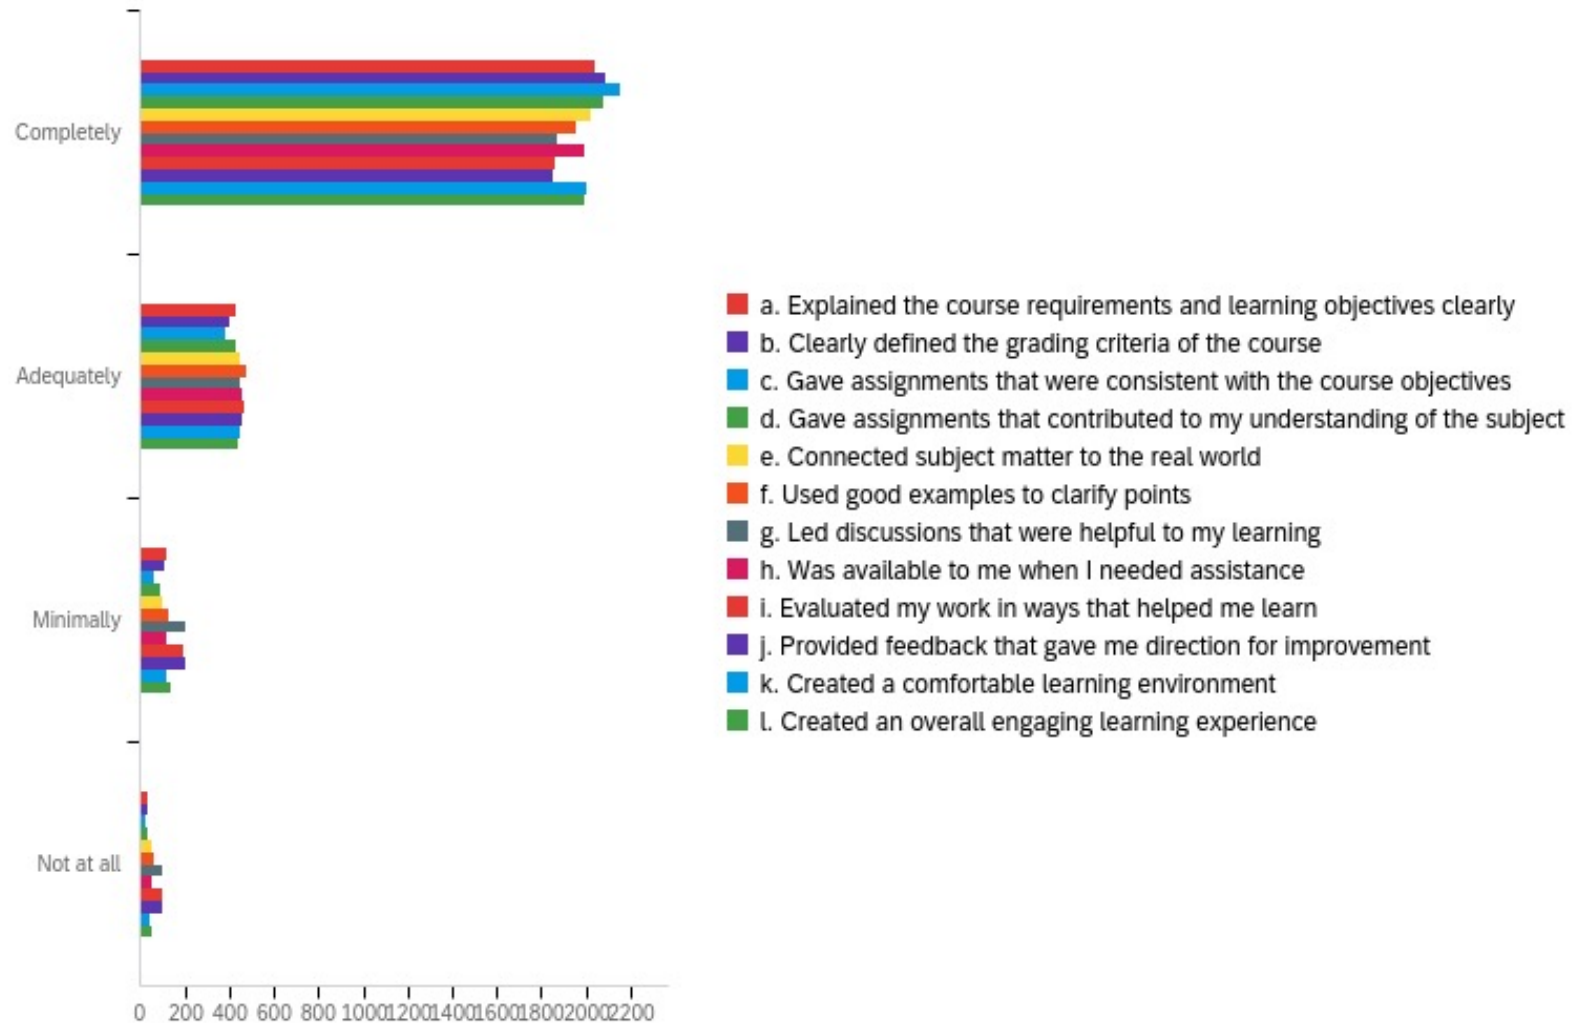 Completely
Adequately
Minimally
Not at all
0 200 400 600 800 1000 1200 1400 1600 1800 2000 2200
a. Explained the course requirements and learning objectives clearly
b. Clearly defined the grading criteria of the course
c. Gave assignments that were consistent with the course objectives
d. Gave assignments that contributed to my understanding of the subject
e. Connected subject matter to the real world
f. Used good examples to clarify points
g. Led discussions that were helpful to my learning
h. Was available to me when I needed assistance
i. Evaluated my work in ways that helped me learn
j. Provided feedback that gave me direction for improvement
k. Created a comfortable learning environment
l. Created an overall engaging learning experience